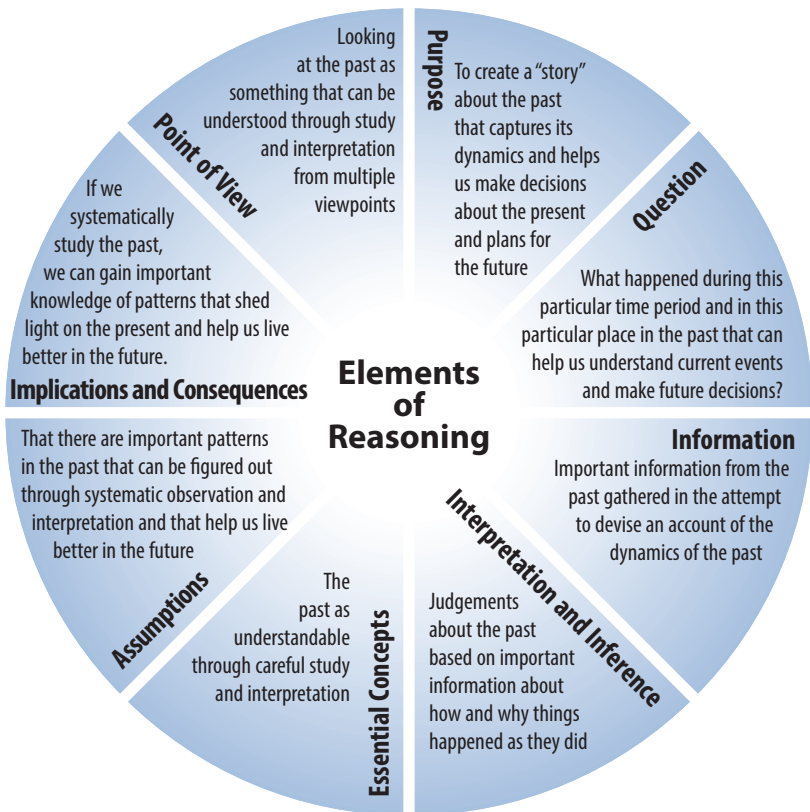 Elements
of
Reasoning
Purpose
To create a “story”
about the past
that captures its
dynamics and helps
us make decisions
about the present
and plans for
the future
Question
What happened during this
particular time period and in this
particular place in the past that can
help us understand current events
and make future decisions?
Information
Important information from the
past gathered in the attempt
to devise an account of the
dynamics of the past
Interpretation and Inference
Judgements
about the past
based on important
information about
how and why things
happened as they did
Essential Concepts
The
past as
understandable
through careful study
and interpretation
Assumptions
That there are important patterns
in the past that can be figured out
through systematic observation and
interpretation and that help us live
better in the future
Implications and Consequences
If we
systematically
study the past,
we can gain important
knowledge of patterns that shed
light on the present and help us live
better in the future.
Point of View
Looking
at the past as
something that can be
understood through study
and interpretation
from multiple
viewpoints